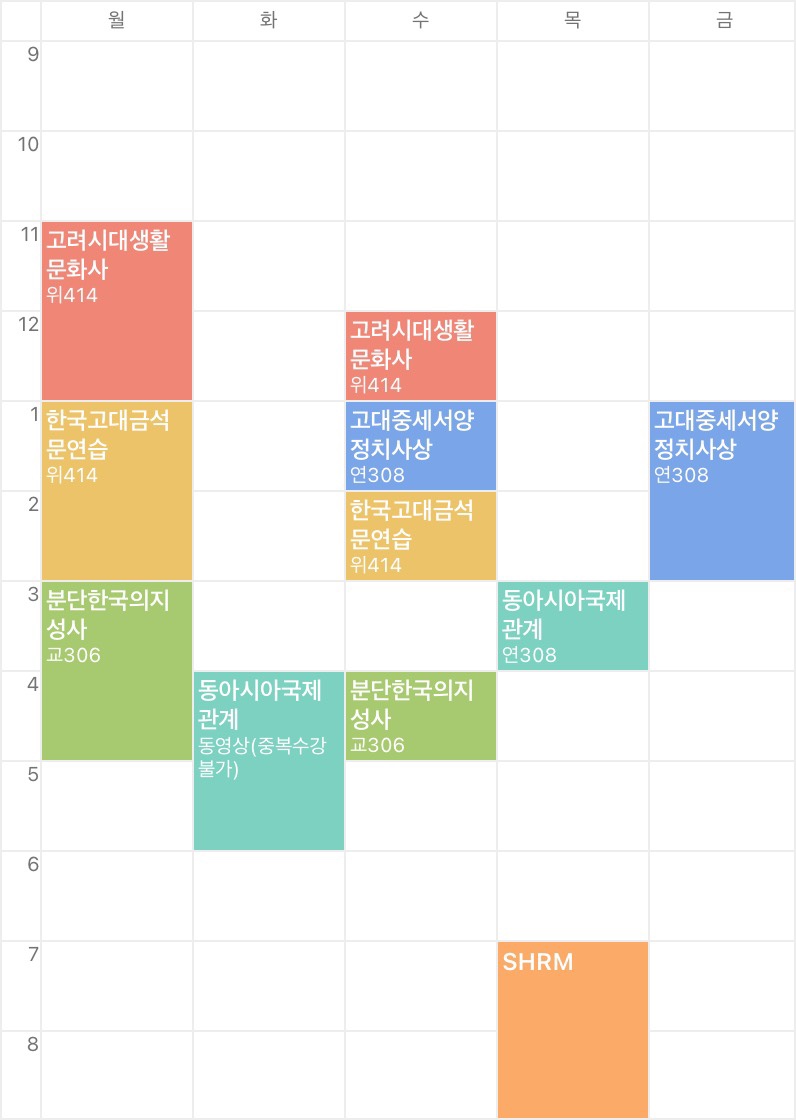 월 화 수 목 금
9
10
11
고려시대생활
문화사
위414
12
고려시대생활
문화사
위414
1
한국고대금석
문연습
위414
고대중세서양
정치사상
연308
고대중세서양
정치사상
연308
2
한국고대금석
문연습
위414
3
분단한국의지
성사
교306
동아시아국제
관계
연308
4
동아시아국제
관계
동영상(중복수강
불가)
분단한국의지
성사
교306
5
6
7
SHRM
8